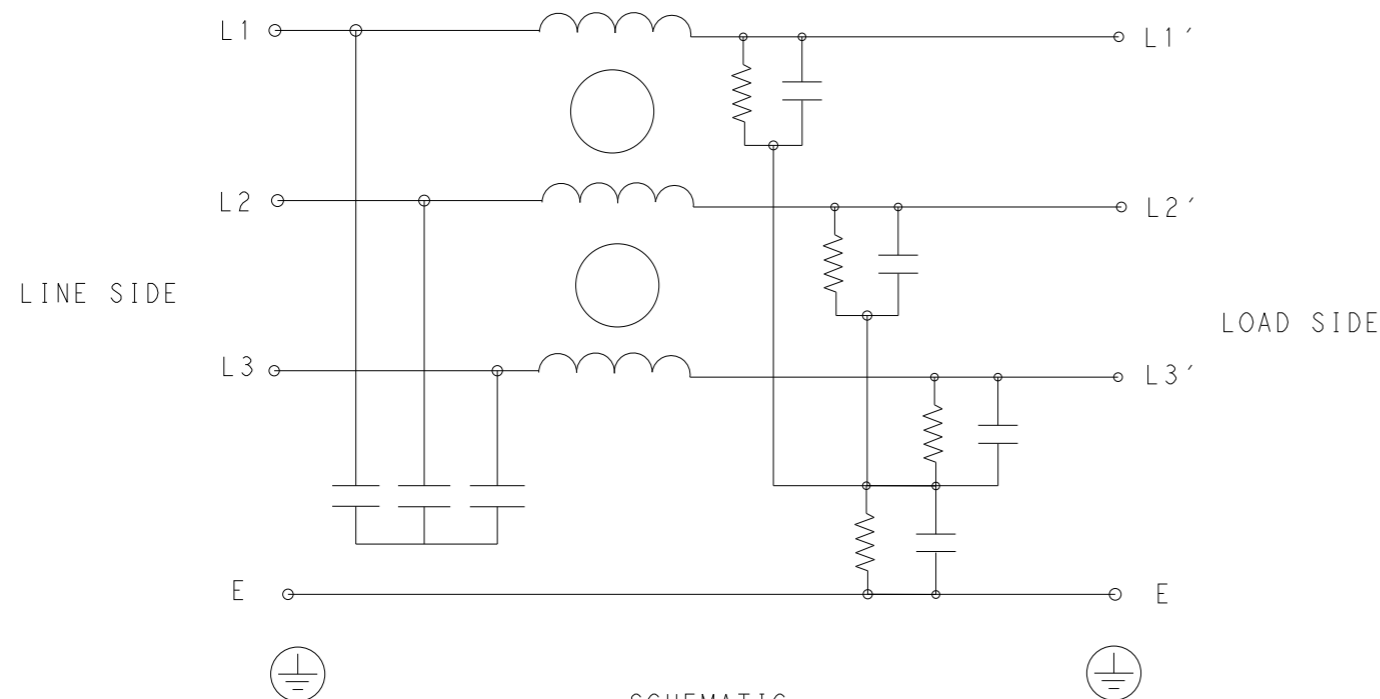 L1
L1′
L2
L2′
LINE SIDE
LOAD SIDE
L3
L3′
E
E
SCHEMATIC